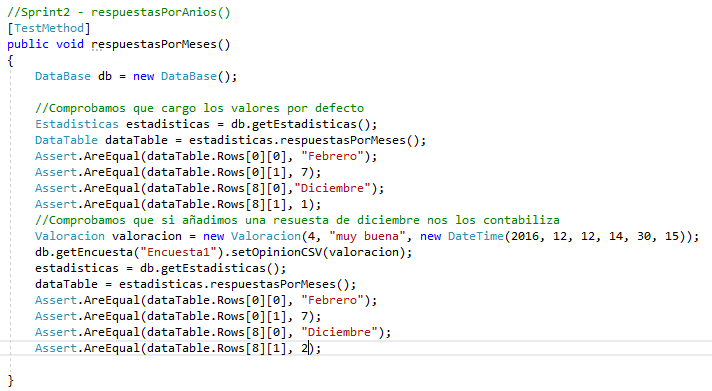 //Sprint2 - respuestasPorAnios()
[TestMethod]
public void respuestasPorMeses()
{
DataBase db = new DataBase();
//Comprobamos que cargo los valores por defecto
Estadisticas estadisticas = db.getEstadisticas();
DataTable dataTable = estadisticas.respuestasPorMeses();
Assert.AreEqual(dataTable.Rows[0][0], "Febrero");
Assert.AreEqual(dataTable.Rows[0][1], 7);
Assert.AreEqual(dataTable.Rows[8][0],"Diciembre");
Assert.AreEqual(dataTable.Rows[8][1], 1);
//Comprobamos que si añadimos una resuesta de diciembre nos los contabiliza
Valoracion valoracion = new Valoracion(4, "muy buena", new DateTime(2016, 12, 12, 14, 30, 15));
db.getEncuesta("Encuesta1").setOpinionCSV(valoracion);
estadisticas = db.getEstadisticas();
dataTable = estadisticas.respuestasPorMeses();
Assert.AreEqual(dataTable.Rows[0][0], "Febrero");
Assert.AreEqual(dataTable.Rows[0][1], 7);
Assert.AreEqual(dataTable.Rows[8][0], "Diciembre");
Assert.AreEqual(dataTable.Rows[8][1], 2);
}